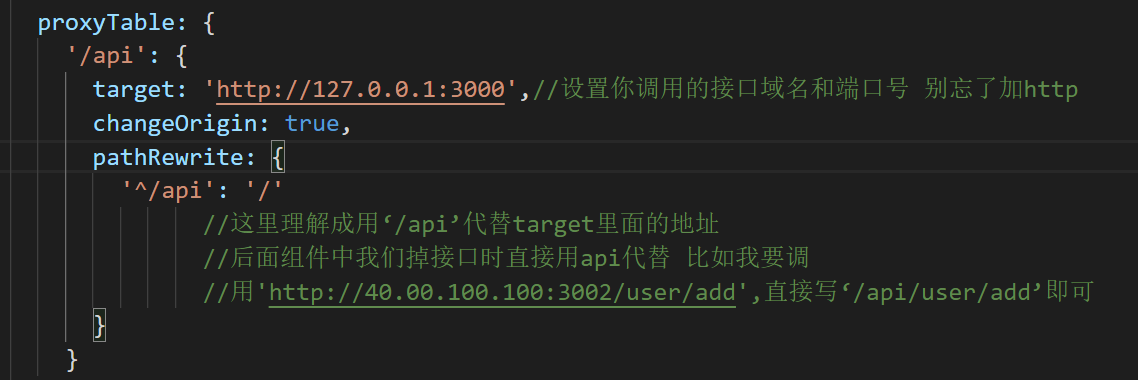 proxyTable: {
'/api': {
target: 'http://127.0.0.1:3000',//设置你调用的接口域名和端口号 别忘了加http
changeOrigin: true,
pathRewrite: {
'^/api': '/'
//这里理解成用‘/api’代替target里面的地址
//后面组件中我们掉接口时直接用api代替 比如我要调
//用'http://40.00.100.100:3002/user/add',直接写‘/api/user/add’即可
}
}